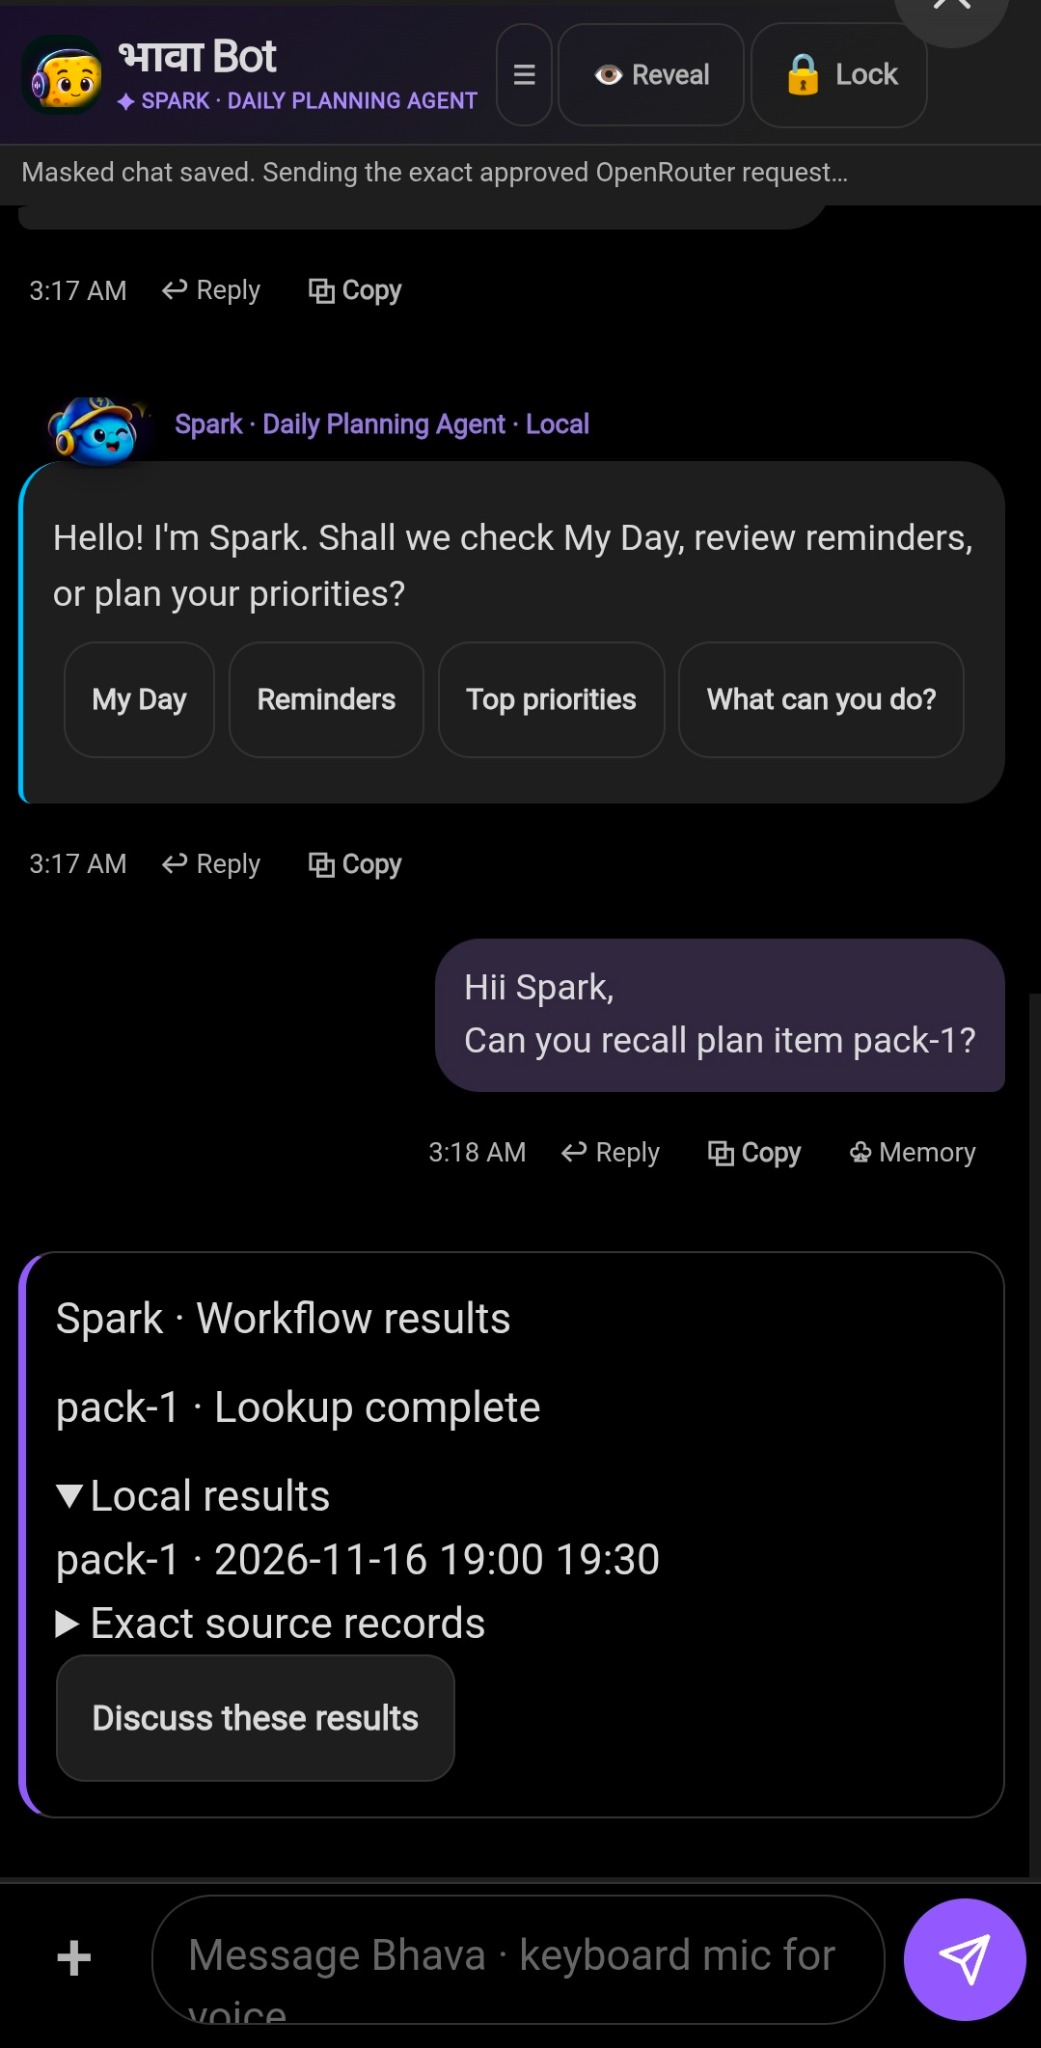 भावा Bot
✦ SPARK · DAILY PLANNING AGENT
☰
👁 Reveal
🔒 Lock
Masked chat saved. Sending the exact approved OpenRouter request...
3:17 AM ↩ Reply Copy
Spark · Daily Planning Agent · Local
Hello! I'm Spark. Shall we check My Day, review reminders,
or plan your priorities?
My Day Reminders Top priorities What can you do?
3:17 AM ↩ Reply Copy
Hii Spark,
Can you recall plan item pack-1?
3:18 AM ↩ Reply Copy Memory
Spark · Workflow results
pack-1 · Lookup complete
▼ Local results
pack-1 · 2026-11-16 19:00 19:30
▶ Exact source records
Discuss these results
Message Bhava · keyboard mic for
voice